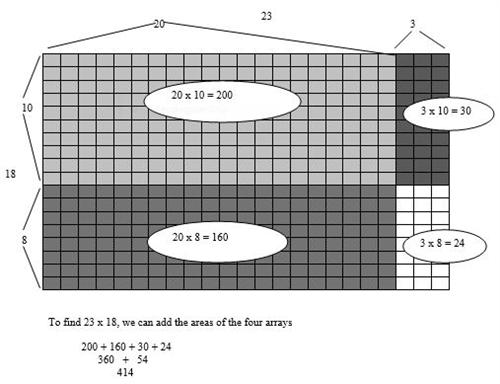 23
20
3
10
20 x 10 = 200
3 x 10 = 30
18
8
20 x 8 = 160
3 x 8 = 24
To find 23 x 18, we can add the areas of the four arrays
200 + 160 + 30 + 24
360 + 54
414